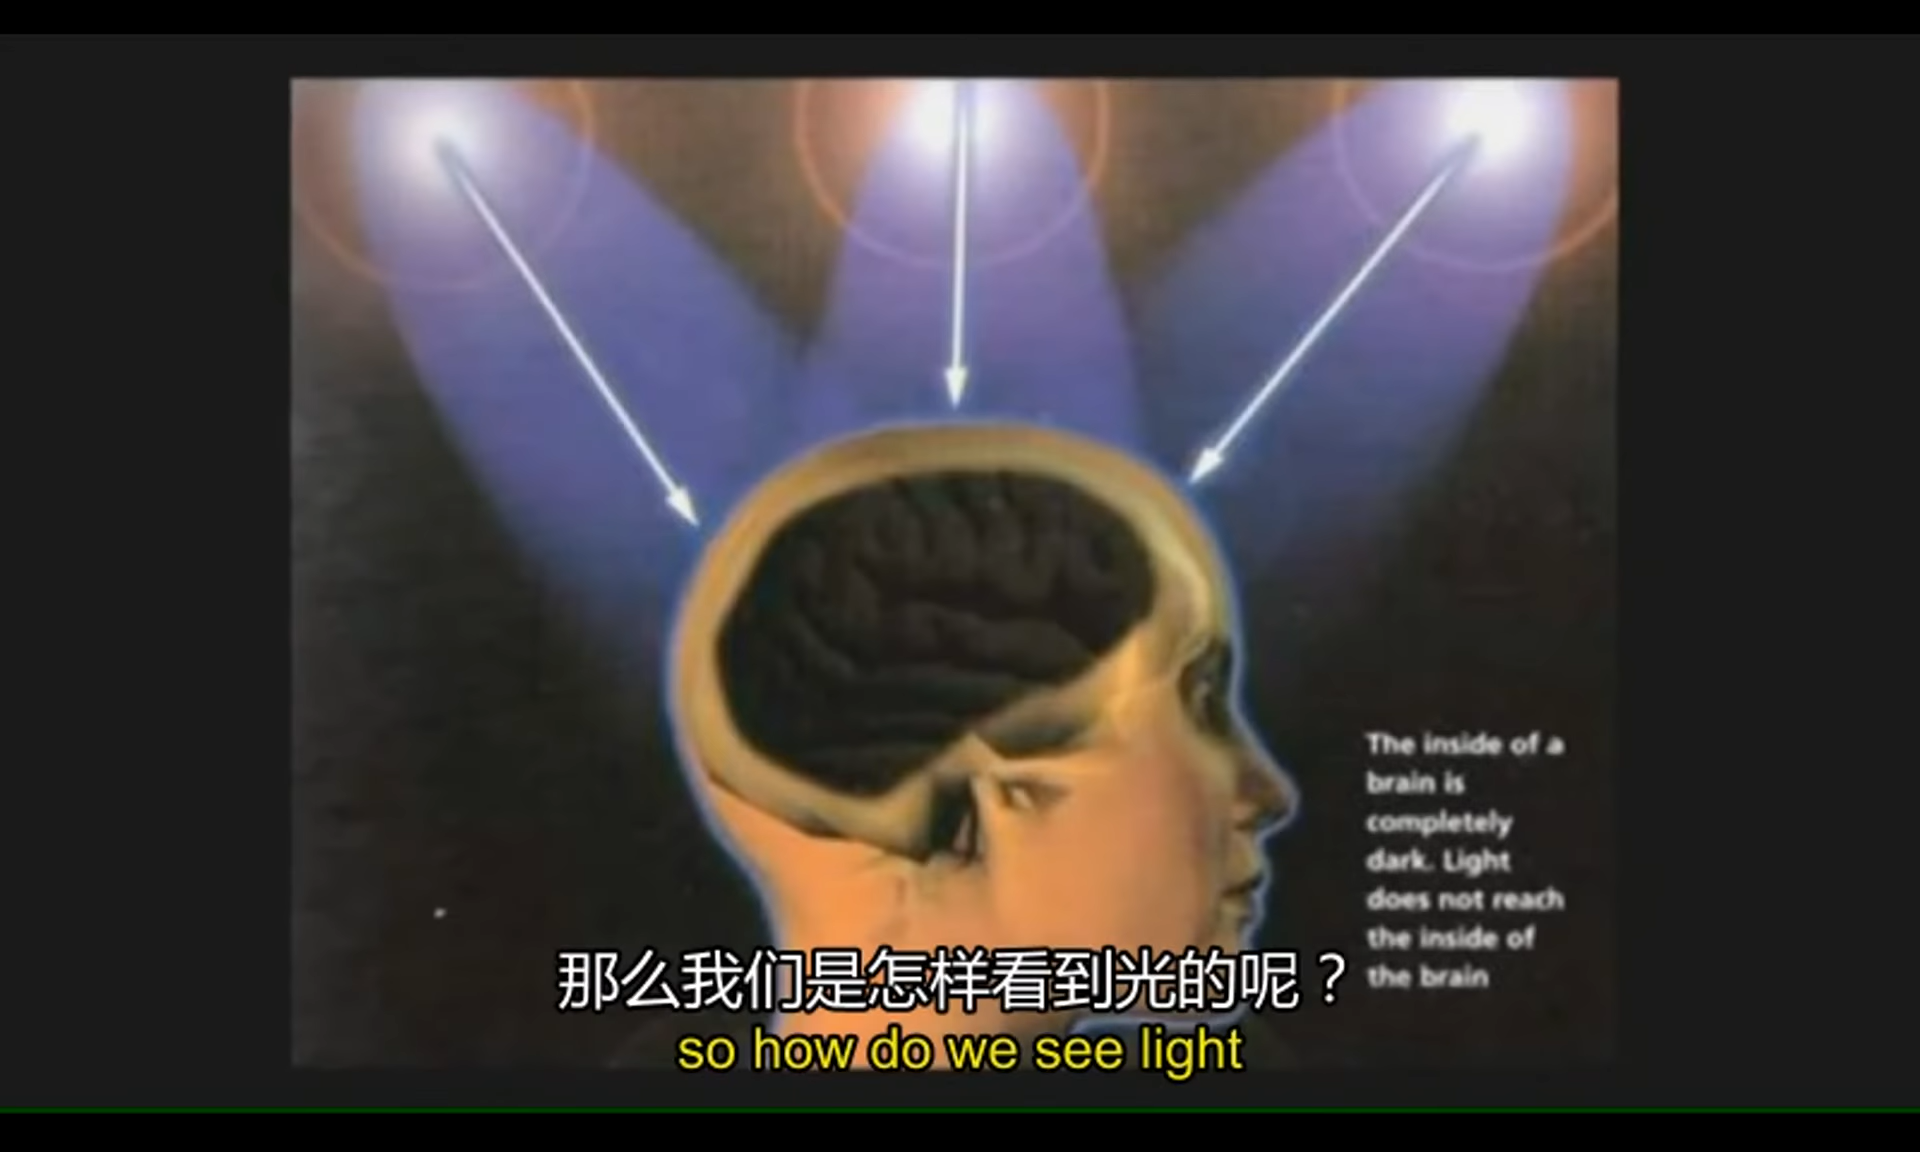 The inside of a
brain is
completely
dark. Light
does not reach
the inside of
the brain
那么我们是怎样看到光的呢？
so how do we see light